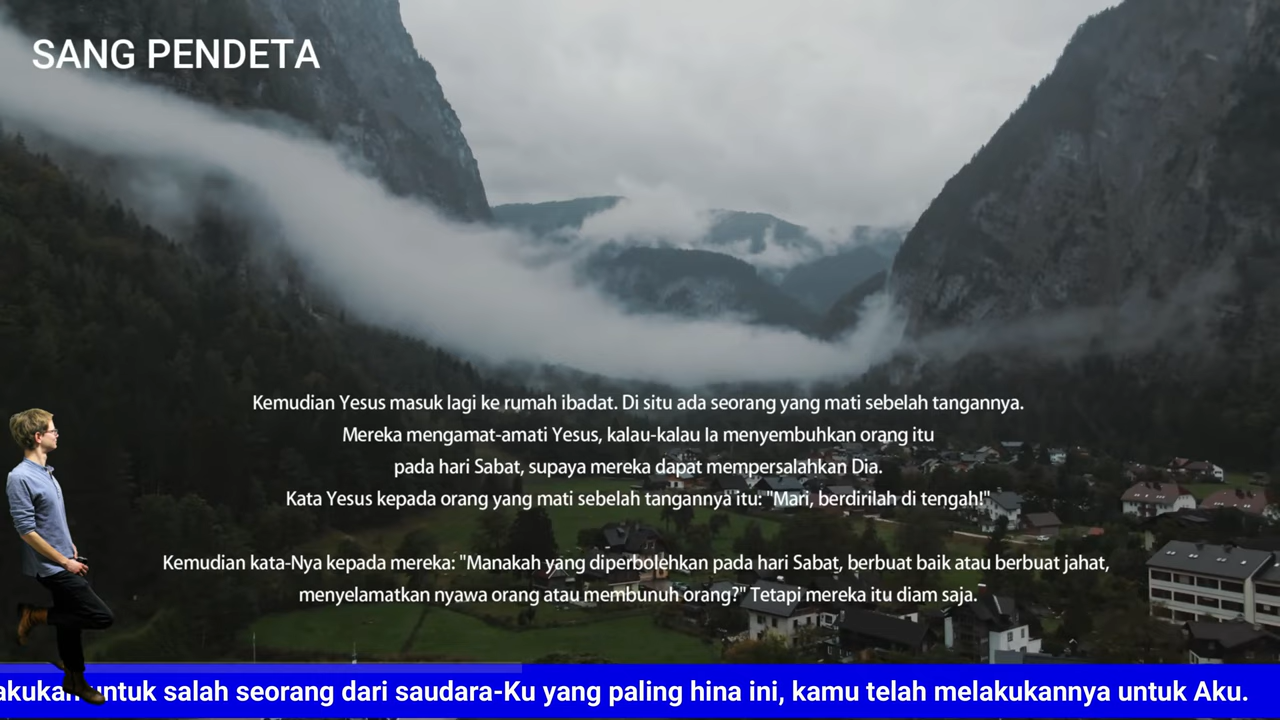 SANG PENDETA
Kemudian Yesus masuk lagi ke rumah ibadat. Di situ ada seorang yang mati sebelah tangannya.
Mereka mengamat-amati Yesus, kalau-kalau Ia menyembuhkan orang itu
pada hari Sabat, supaya mereka dapat mempersalahkan Dia.
Kata Yesus kepada orang yang mati sebelah tangannya itu: "Mari, berdirilah di tengah!"
Kemudian kata-Nya kepada mereka: "Manakah yang diperbolehkan pada hari Sabat, berbuat baik atau berbuat jahat,
menyelamatkan nyawa orang atau membunuh orang?" Tetapi mereka itu diam saja.
salah seorang dari saudara-Ku yang paling hina ini, kamu telah melakukannya untuk Aku.